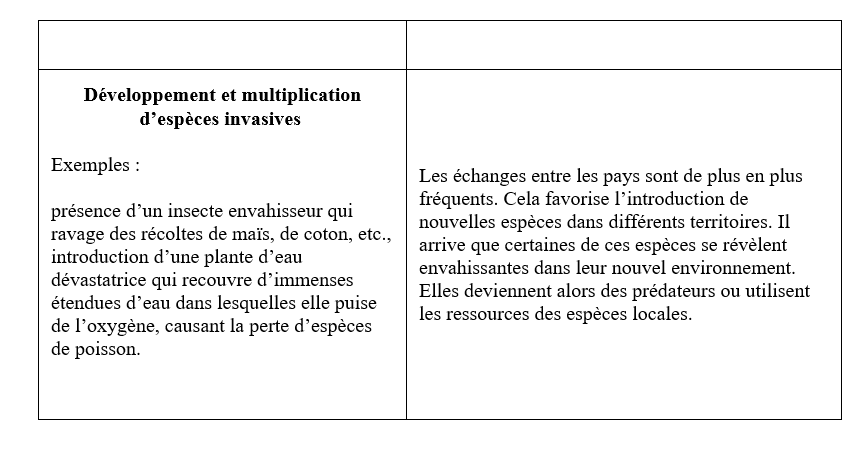 Développement et multiplication
d’espèces invasives
Exemples :
présence d’un insecte envahisseur qui
ravage des récoltes de maïs, de coton, etc.,
introduction d’une plante d’eau
dévastatrice qui recouvre d’immenses
étendues d’eau dans lesquelles elle puise
de l’oxygène, causant la perte d’espèces
de poisson.
Les échanges entre les pays sont de plus en plus
fréquents. Cela favorise l’introduction de
nouvelles espèces dans différents territoires. Il
arrive que certaines de ces espèces se révèlent
envahissantes dans leur nouvel environnement.
Elles deviennent alors des prédateurs ou utilisent
les ressources des espèces locales.